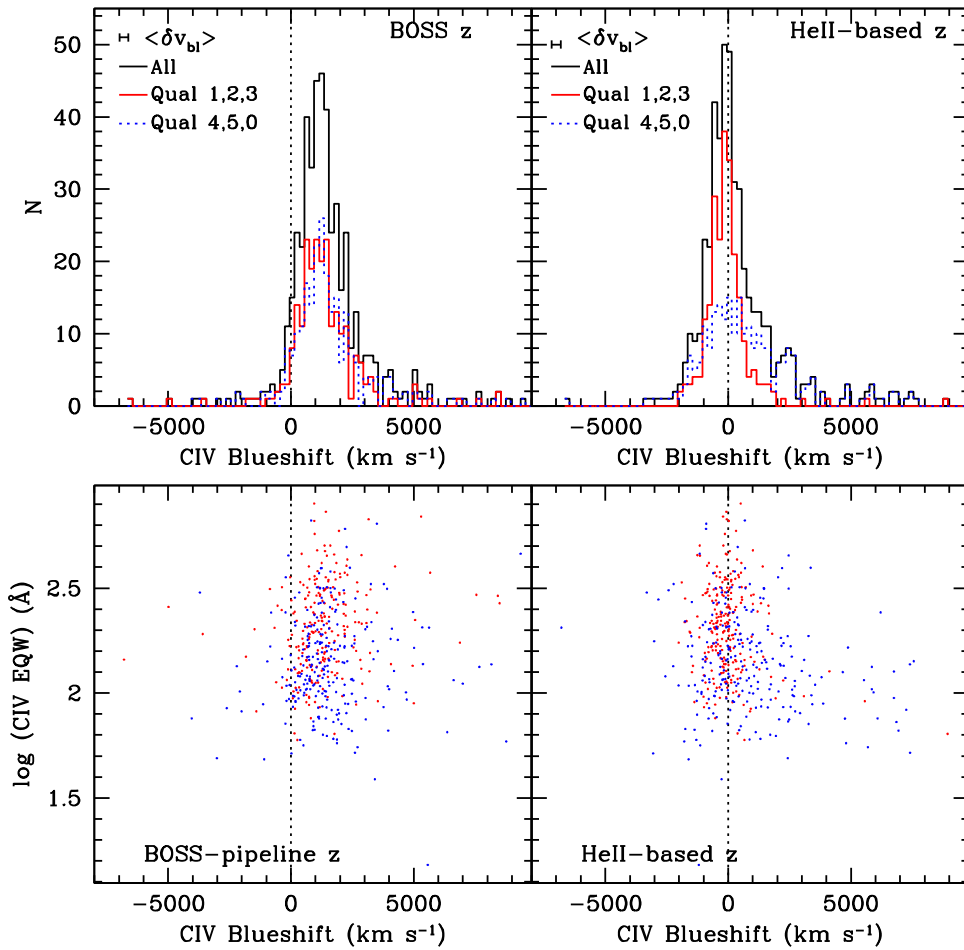 BOSS z
<δv_bl>
All
Qual 1,2,3
Qual 4,5,0
HeII−based z
<δv_bl>
All
Qual 1,2,3
Qual 4,5,0
N
50
40
30
20
10
0
−5000 0 5000
−5000 0 5000
CIV Blueshift (km s⁻¹)
CIV Blueshift (km s⁻¹)
log (CIV EQW) (Å)
2.5
2
1.5
BOSS−pipeline z
HeII−based z
−5000 0 5000
−5000 0 5000
CIV Blueshift (km s⁻¹)
CIV Blueshift (km s⁻¹)